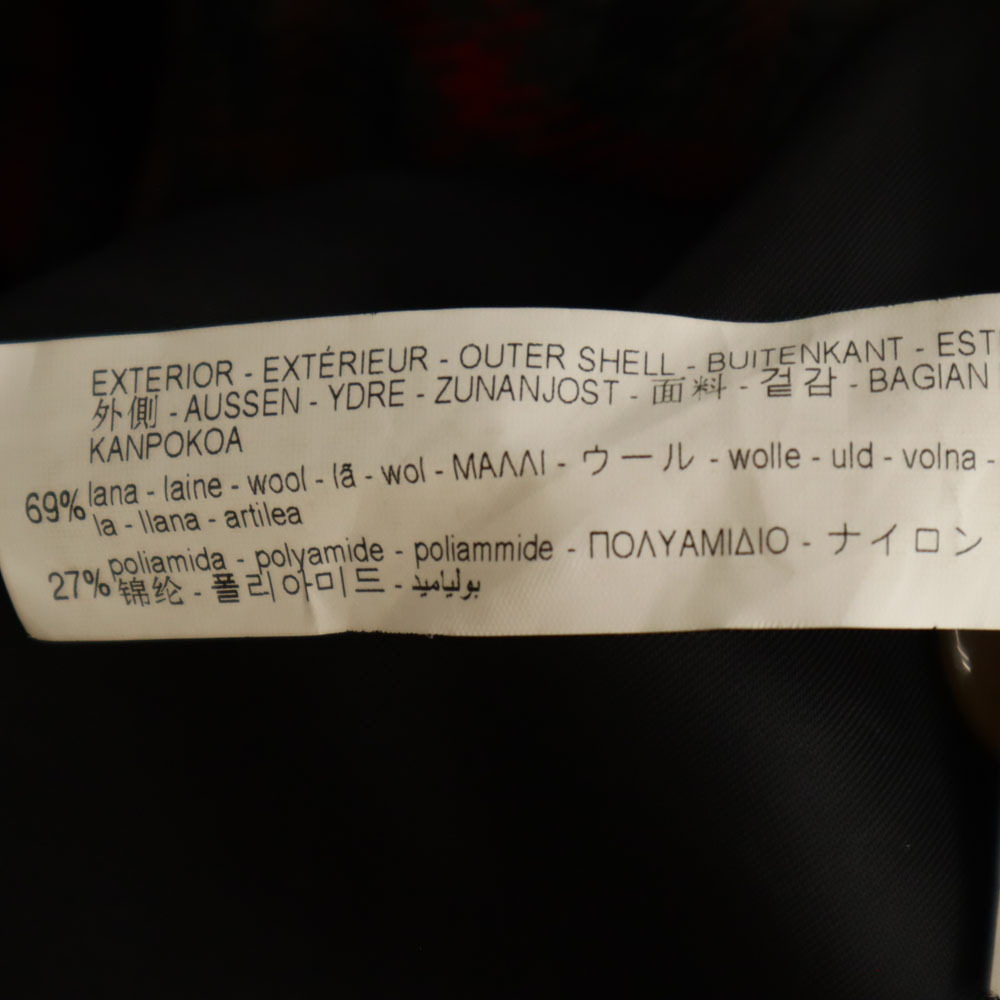 EXTERIOR - EXTÉRIEUR - OUTER SHELL - BUITENKANT - EST
外側 - AUSSEN - YDRE - ZUNANJOST - 面料 - 겉감 - BAGIAN
KANPOKOA
69% lana - laine - wool - lã - wol - ΜΑΛΛΙ - ウール - wolle - uld - volna -
la - llana - artilea
poliamida - polyamide - poliammide - ΠΟΛΥΑΜΙΔΙΟ - ナイロン
27% 锦纶 - 폴리아미드 - بولياميد